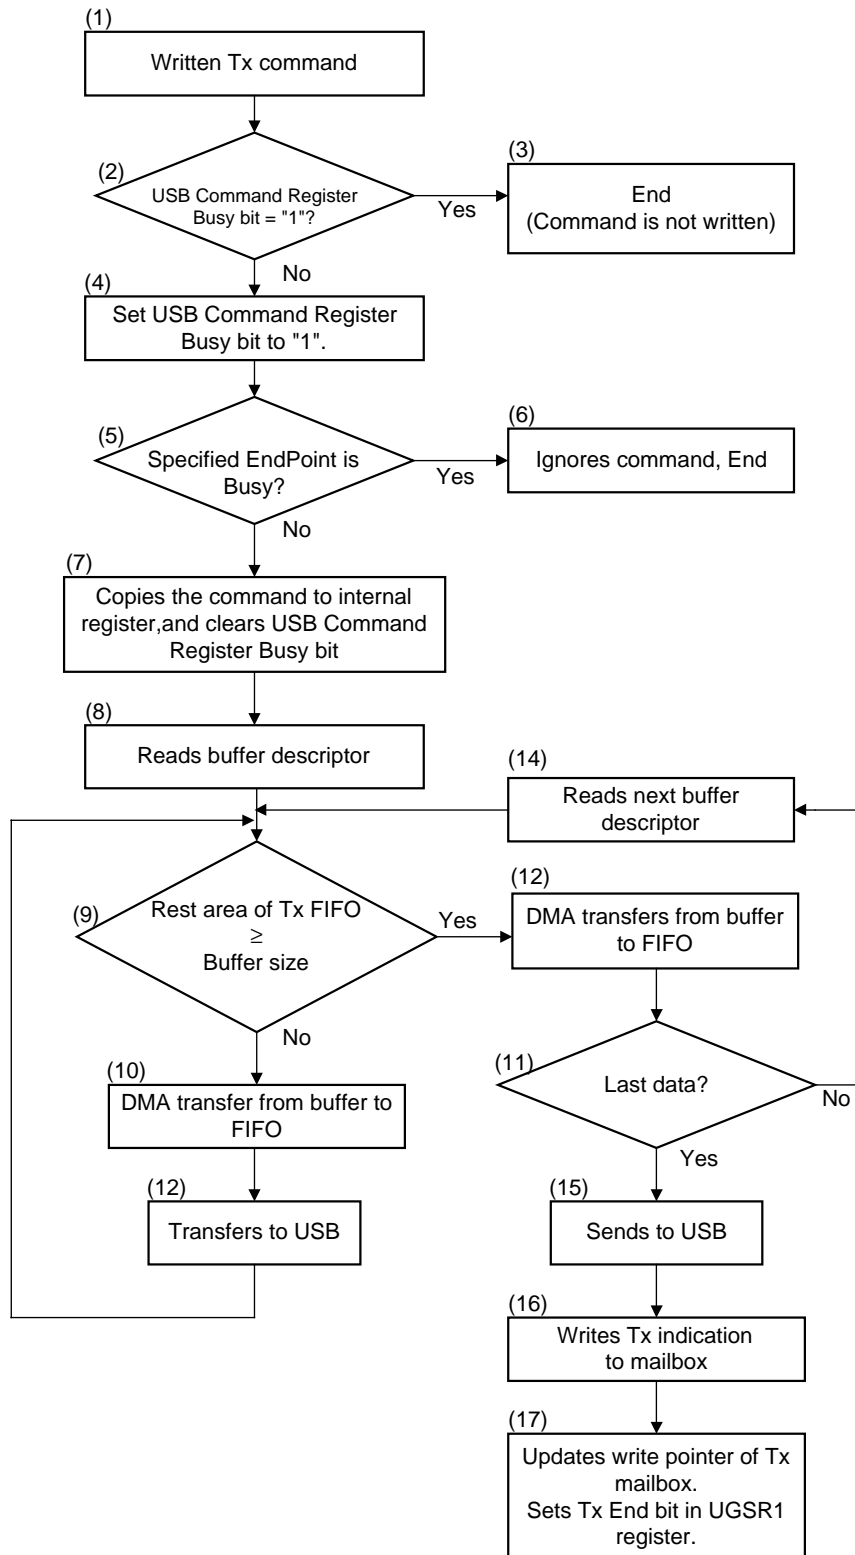 (1)
Written Tx command
(2)
USB Command Register
Busy bit = "1"?
Yes
No
(3)
End
(Command is not written)
(4)
Set USB Command Register
Busy bit to "1".
(5)
Specified EndPoint is
Busy?
Yes
No
(6)
Ignores command, End
(7)
Copies the command to internal
register,and clears USB Command
Register Busy bit
(8)
Reads buffer descriptor
(14)
Reads next buffer
descriptor
(9)
Rest area of Tx FIFO
≥
Buffer size
Yes
No
(12)
DMA transfers from buffer
to FIFO
(10)
DMA transfer from buffer to
FIFO
(11)
Last data?
No
Yes
(12)
Transfers to USB
(15)
Sends to USB
(16)
Writes Tx indication
to mailbox
(17)
Updates write pointer of Tx
mailbox.
Sets Tx End bit in UGSR1
register.